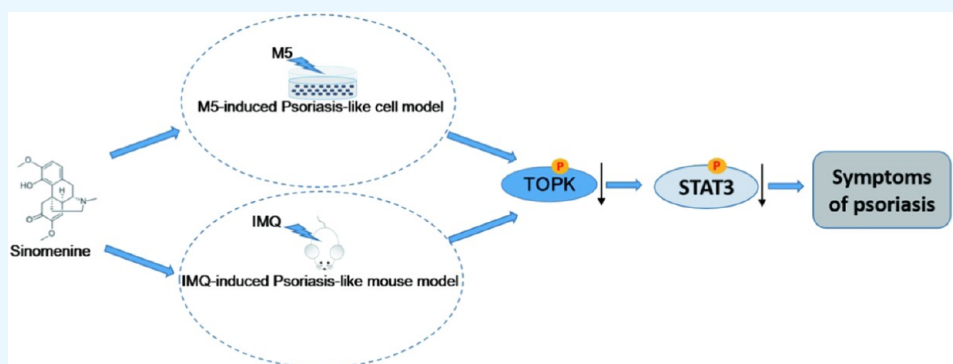 M5
M5-induced Psoriasis-like cell model
O
HO
H
N
O
O
Sinomenine
IMQ
IMQ-induced Psoriasis-like mouse model
P
TOPK
P
STAT3
Symptoms
of psoriasis